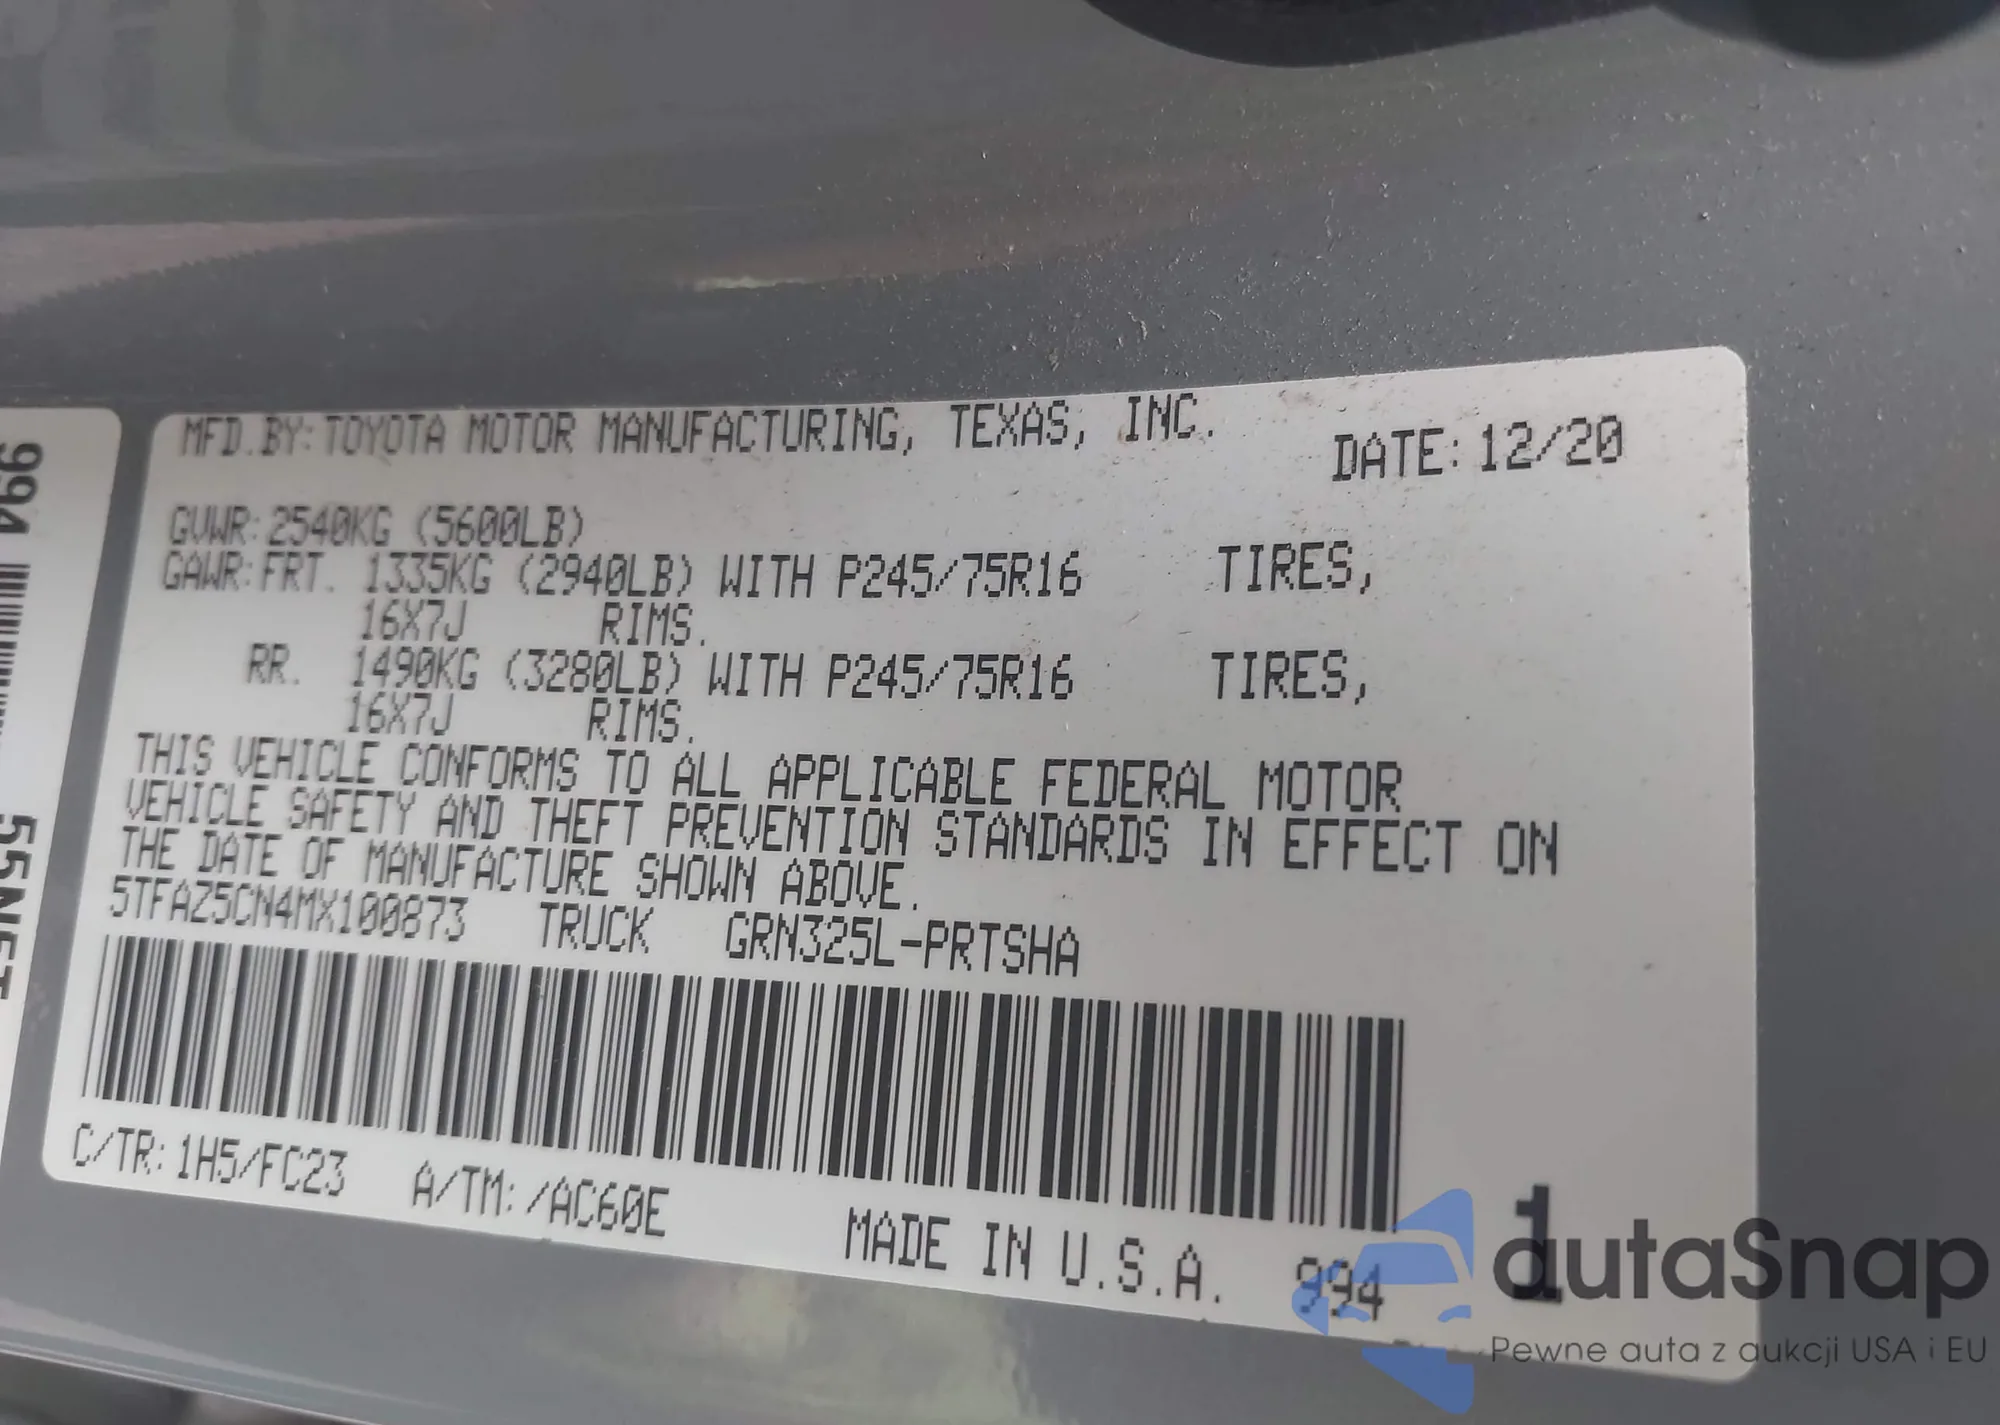 MFD.BY:TOYOTA MOTOR MANUFACTURING, TEXAS, INC. DATE:12/20
GVWR:2540KG (5600LB)
GAWR:FRT. 1335KG (2940LB) WITH P245/75R16 TIRES,
16X7J RIMS.
RR. 1490KG (3280LB) WITH P245/75R16 TIRES,
16X7J RIMS.
THIS VEHICLE CONFORMS TO ALL APPLICABLE FEDERAL MOTOR
VEHICLE SAFETY AND THEFT PREVENTION STANDARDS IN EFFECT ON
THE DATE OF MANUFACTURE SHOWN ABOVE.
5TFAZ5CN4MX100873 TRUCK GRN325L-PRTSHA
C/TR:1H5/FC23 A/TM:/AC60E
MADE IN U.S.A. 994 1
994
autaSnap
Pewne auta z aukcji USA i EU